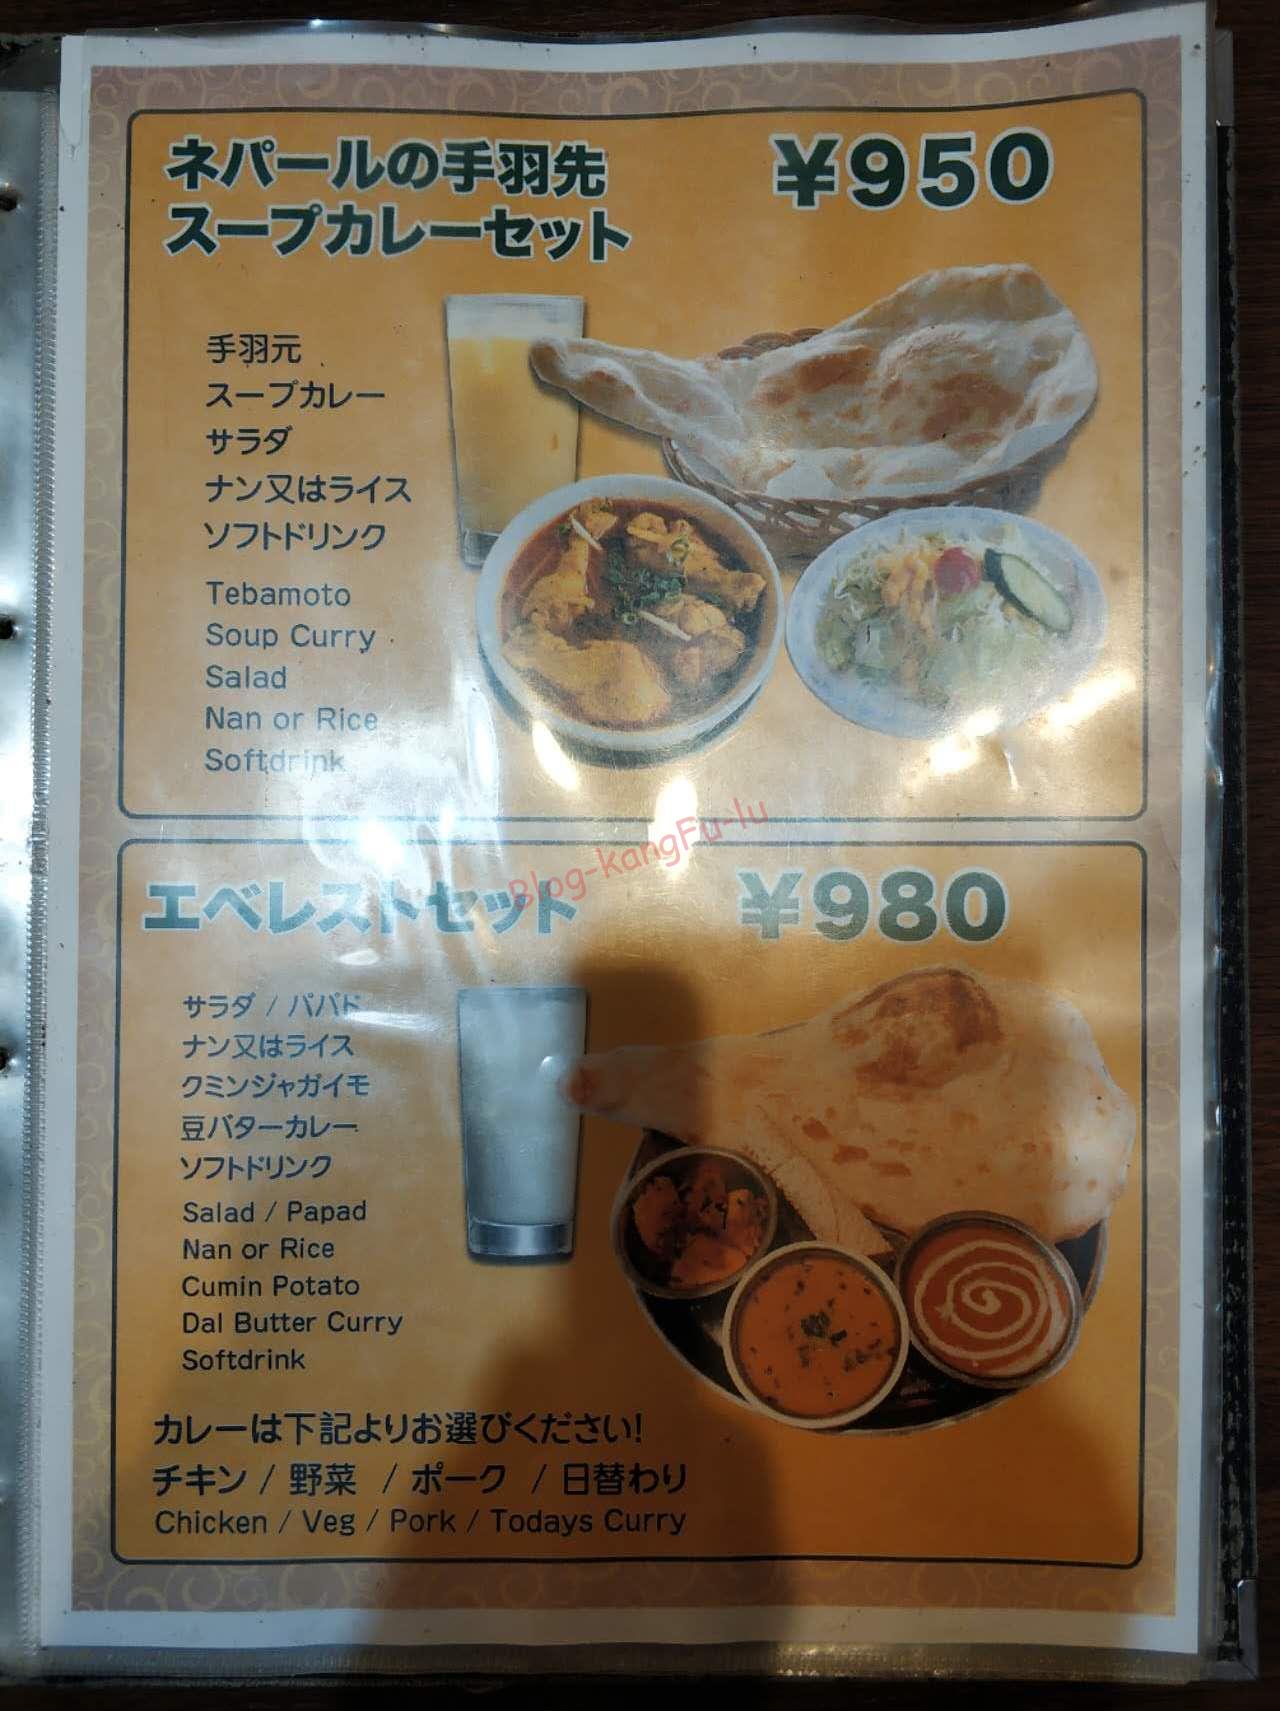 ネパールの手羽先
スープカレーセット
¥950
手羽元
スープカレー
サラダ
ナン又はライス
ソフトドリンク
Tebamoto
Soup Curry
Salad
Nan or Rice
Softdrink
Blog-kangFu-lu
エベレストセット
¥980
サラダ / パパド
ナン又はライス
クミンジャガイモ
豆バターカレー
ソフトドリンク
Salad / Papad
Nan or Rice
Cumin Potato
Dal Butter Curry
Softdrink
カレーは下記よりお選びください!
チキン / 野菜 / ポーク / 日替わり
Chicken / Veg / Pork / Todays Curry